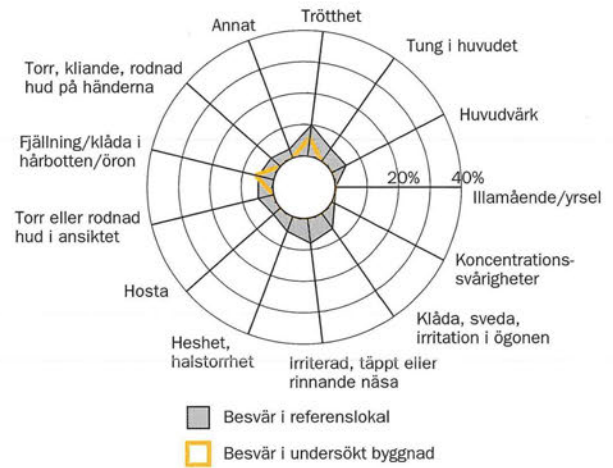 Trötthet
Annat
Tung i huvudet
Torr, kliande, rodnad
hud på händerna
Huvudvärk
Fjällning/klåda i
hårbotten/öron
20%
40%
Illamående/yrsel
Torr eller rodnad
hud i ansiktet
Koncentrations-
svårigheter
Hosta
Klåda, sveda,
irritation i ögonen
Heshet,
halstorrhet
Irriterad, täppt eller
rinnande näsa
Besvär i referenslokal
Besvär i undersökt byggnad